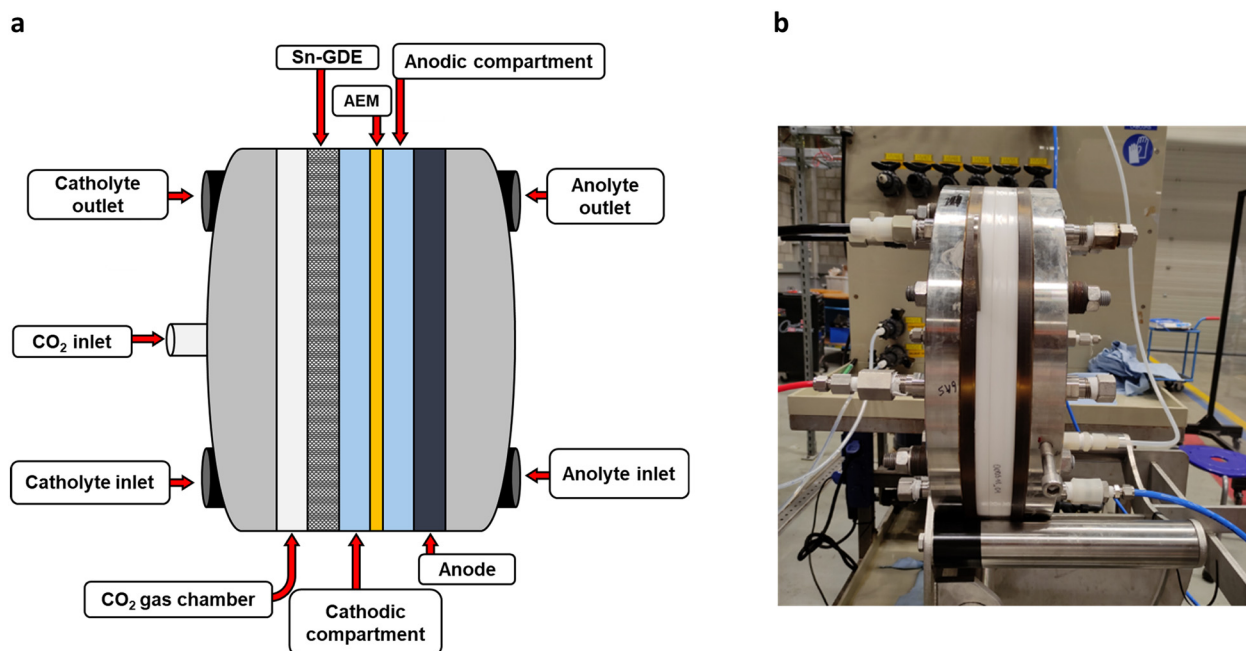 a
b
Sn-GDE
Anodic compartment
AEM
Catholyte
outlet
Anolyte
outlet
CO₂ inlet
Catholyte inlet
Anolyte inlet
Anode
CO₂ gas chamber
Cathodic
compartment